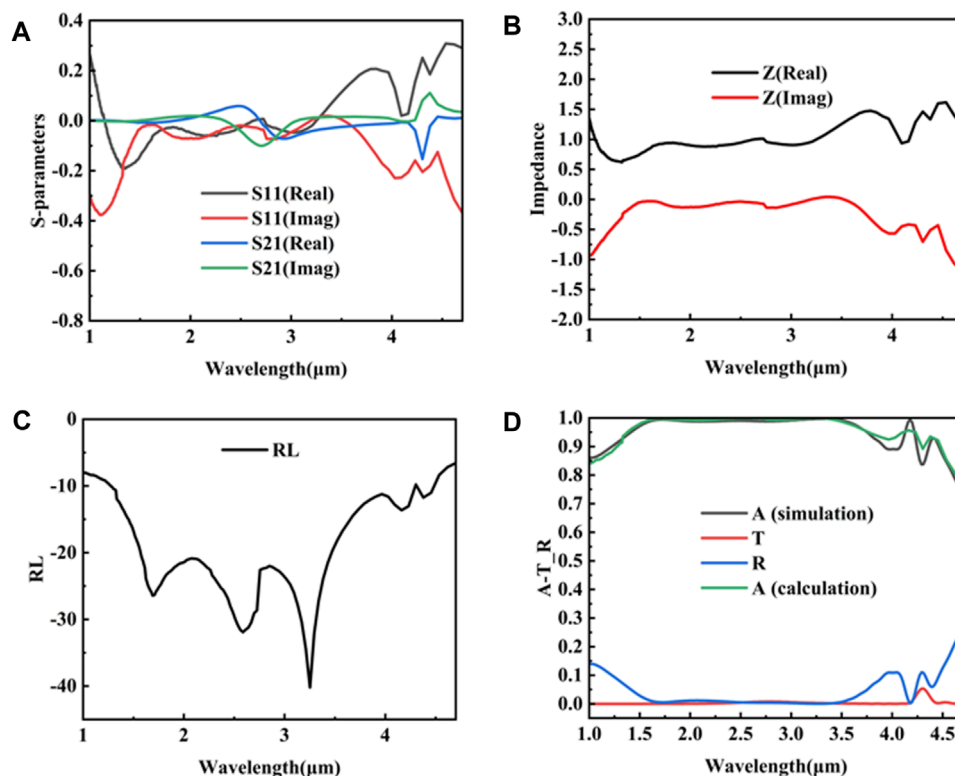 A
0.4
0.2
0.0
-0.2
-0.4
-0.6
-0.8
S-parameters
S11(Real)
S11(Imag)
S21(Real)
S21(Imag)
1 2 3 4
Wavelength(μm)
B
3.0
2.5
2.0
1.5
1.0
0.5
0.0
-0.5
-1.0
-1.5
-2.0
Impedance
Z(Real)
Z(Imag)
1 2 3 4
Wavelength(μm)
C
0
-10
-20
-30
-40
RL
RL
1 2 3 4
Wavelength(μm)
D
1.0
0.9
0.8
0.7
0.6
0.5
0.4
0.3
0.2
0.1
0.0
A-T_R
A (simulation)
T
R
A (calculation)
1.0 1.5 2.0 2.5 3.0 3.5 4.0 4.5
Wavelength(μm)